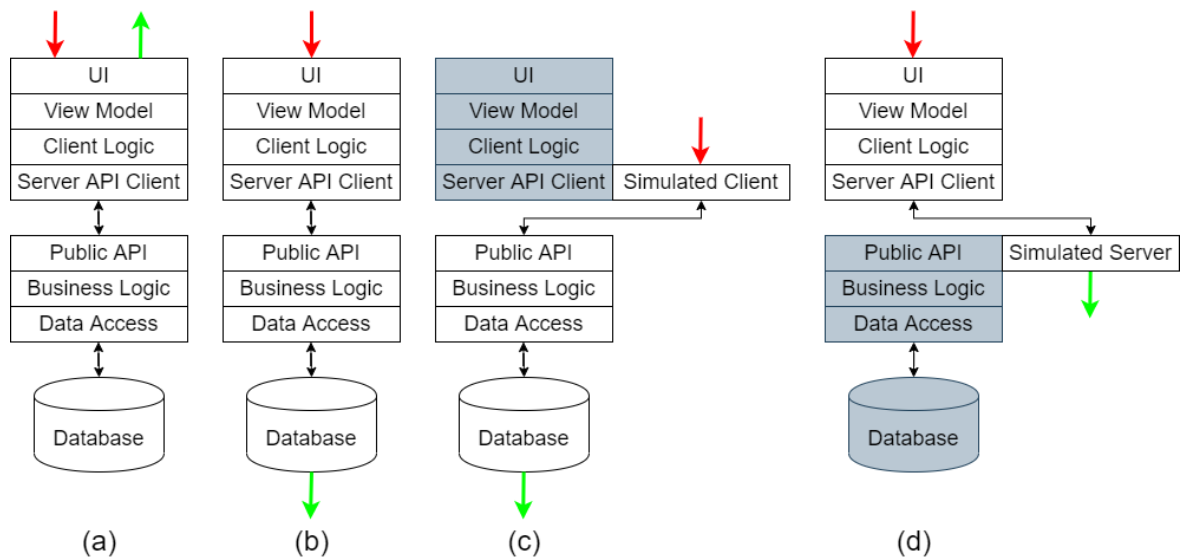 UI
View Model
Client Logic
Server API Client
Public API
Business Logic
Data Access
Database
(a)
UI
View Model
Client Logic
Server API Client
Public API
Business Logic
Data Access
Database
(b)
UI
View Model
Client Logic
Server API Client
Simulated Client
Public API
Business Logic
Data Access
Database
(c)
UI
View Model
Client Logic
Server API Client
Public API
Simulated Server
Business Logic
Data Access
Database
(d)